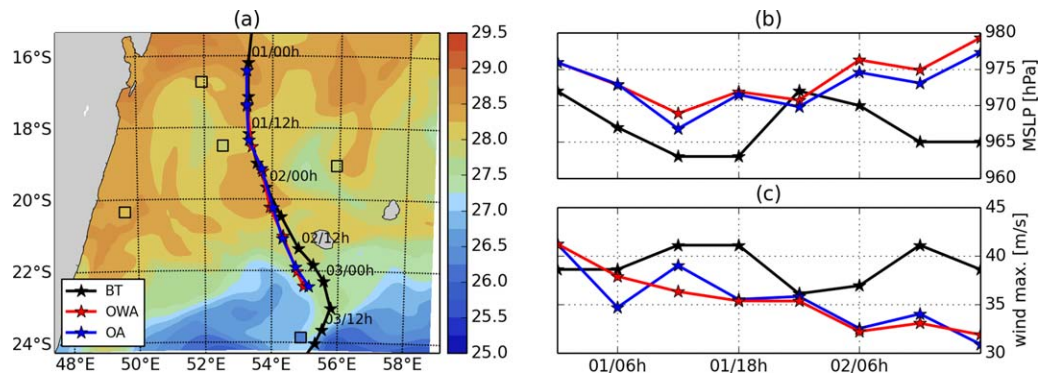 (a)
16°S
18°S
20°S
22°S
24°S
48°E
50°E
52°E
54°E
56°E
58°E
01/00h
01/12h
02/00h
02/12h
03/00h
03/12h
BT
OWA
OA
29.5
29.0
28.5
28.0
27.5
27.0
26.5
26.0
25.5
25.0
(b)
980
975
970
965
960
MSLP [hPa]
(c)
45
40
35
30
wind max. [m/s]
01/06h
01/18h
02/06h